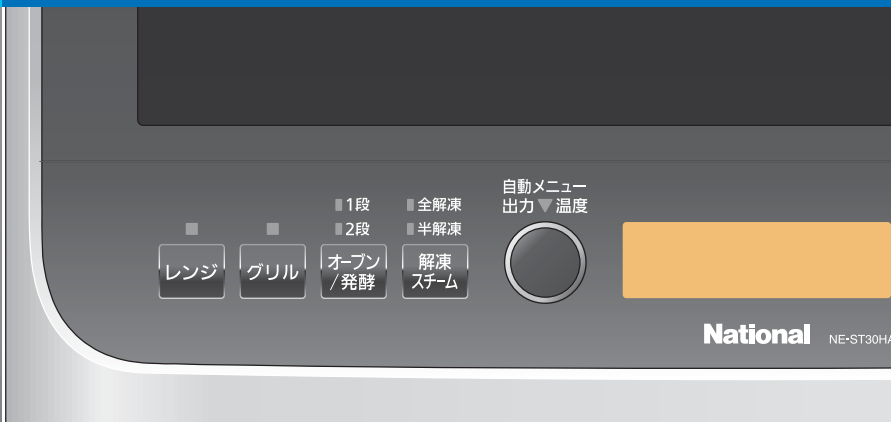 自動メニュー
出力▼温度
1段
2段
全解凍
半解凍
レンジ
グリル
オーブン
/発酵
解凍
スチーム
National NE-ST30HA